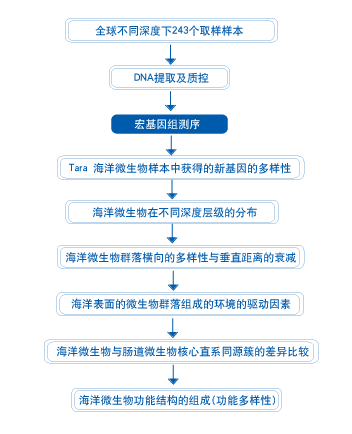 全球不同深度下243个取样样本
DNA提取及质控
宏基因组测序
Tara 海洋微生物样本中获得的新基因的多样性
海洋微生物在不同深度层级的分布
海洋微生物群落横向的多样性与垂直距离的衰减
海洋表面的微生物群落组成的环境的驱动因素
海洋微生物与肠道微生物核心直系同源簇的差异比较
海洋微生物功能结构的组成(功能多样性)